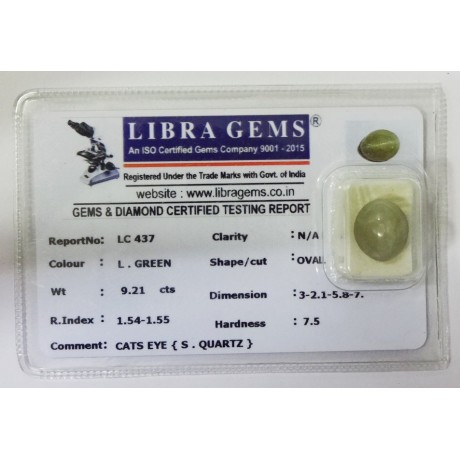 LIBRA GEMS®
An ISO Certified Gems Company 9001 - 2015
Registered Under the Trade Marks with Govt. of India
website : www.libragems.co.in
GEMS & DIAMOND CERTIFIED TESTING REPORT
ReportNo: LC 437 Clarity : N/A
Colour : L . GREEN Shape/cut : OVAL
Wt : 9.21 cts Dimension : 3-2.1-5.8-7.
R.Index : 1.54-1.55 Hardness : 7.5
Comment: CATS EYE { S . QUARTZ }